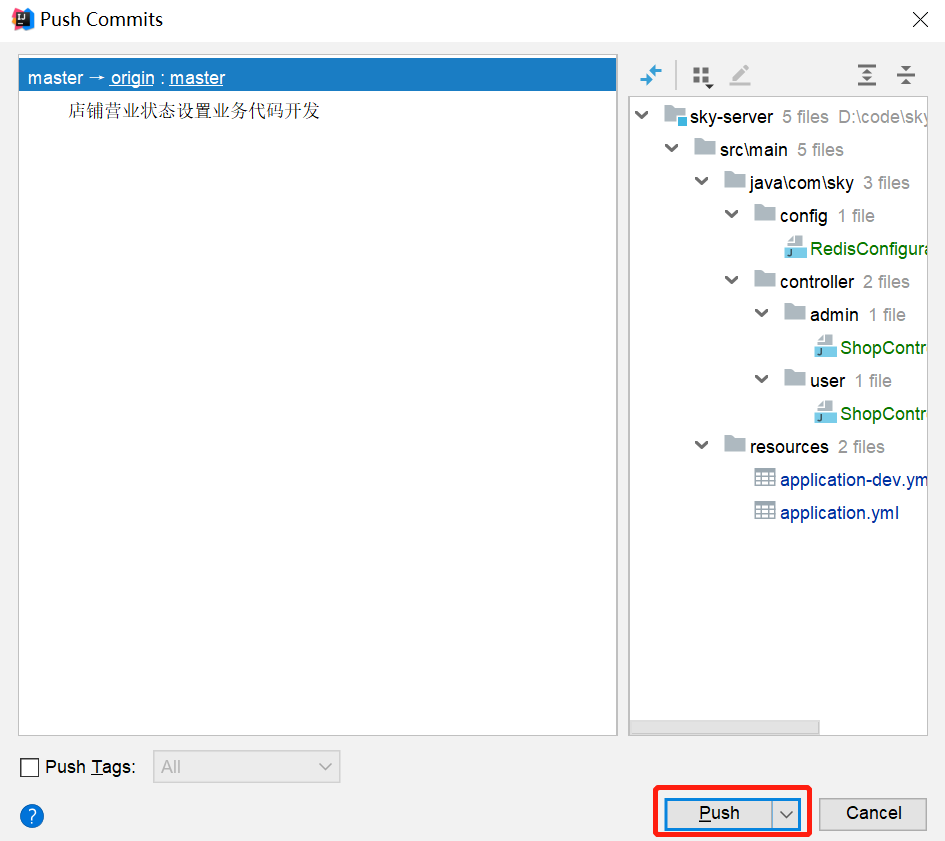 Push Commits
master → origin : master
店铺营业状态设置业务代码开发
sky-server 5 files D:\code\sky
src\main 5 files
java\com\sky 3 files
config 1 file
RedisConfigura
controller 2 files
admin 1 file
ShopContr
user 1 file
ShopContr
resources 2 files
application-dev.ym
application.yml
Push Tags: All
? Push Cancel